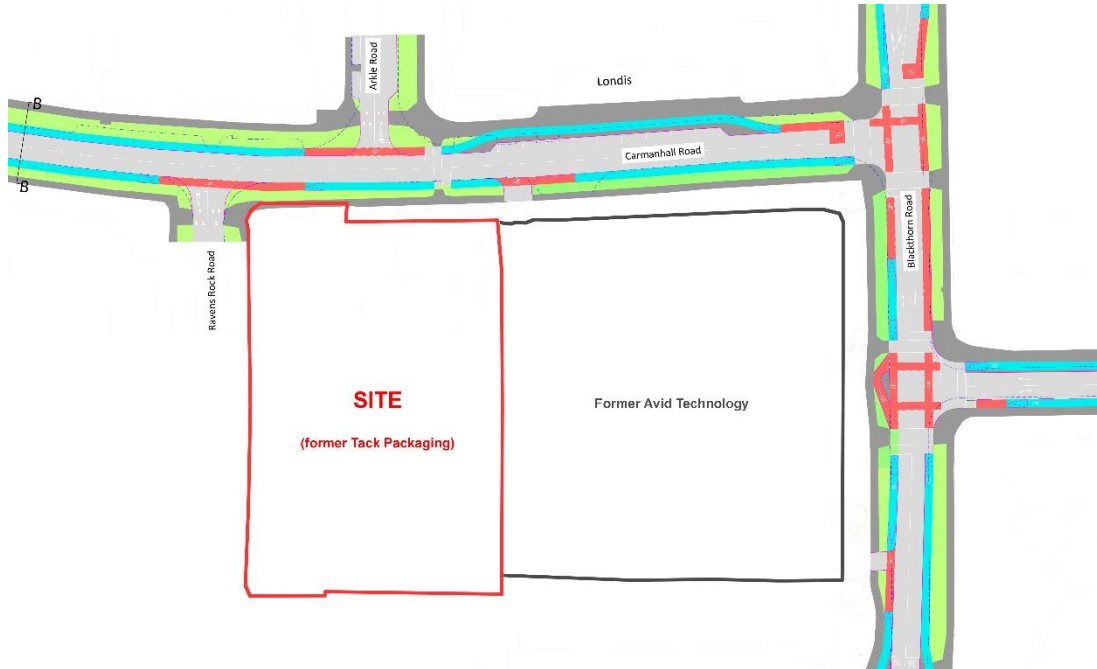 B
B
Arkle Road
Londis
Carmanhall Road
Blackthorn Road
Ravens Rock Road
SITE
(former Tack Packaging)
Former Avid Technology